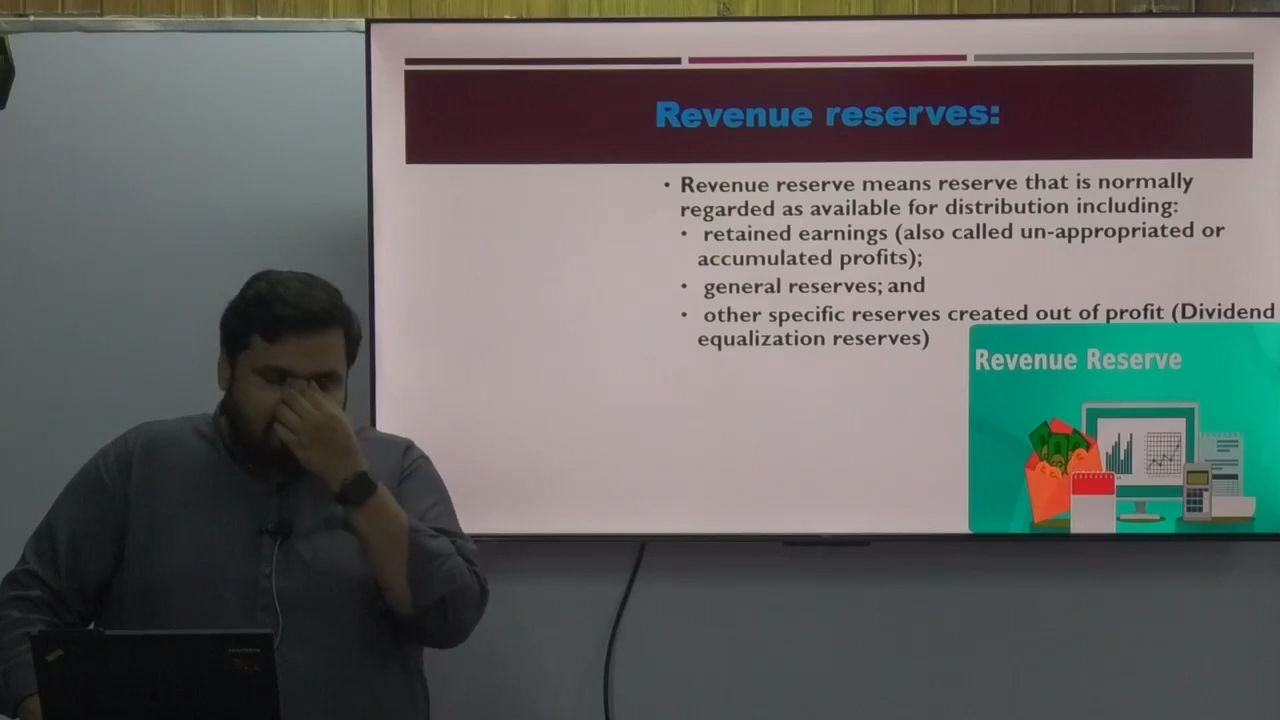 Revenue reserves:
• Revenue reserve means reserve that is normally
regarded as available for distribution including:
• retained earnings (also called un-appropriated or
accumulated profits);
• general reserves; and
• other specific reserves created out of profit (Dividend
equalization reserves)
Revenue Reserve